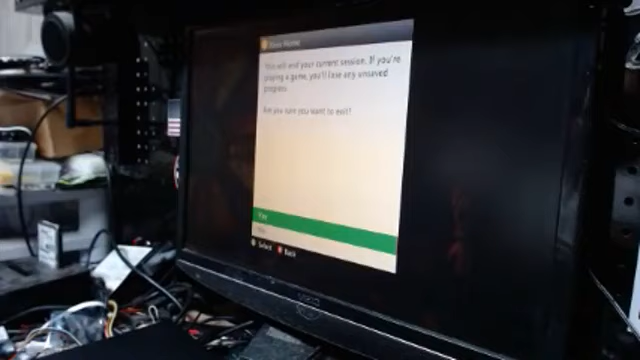 Xbox Home
This will end your current session. If you're
playing a game, you'll lose any unsaved
progress.
Are you sure you want to exit?
Yes
No
Select B Back
VIZIO